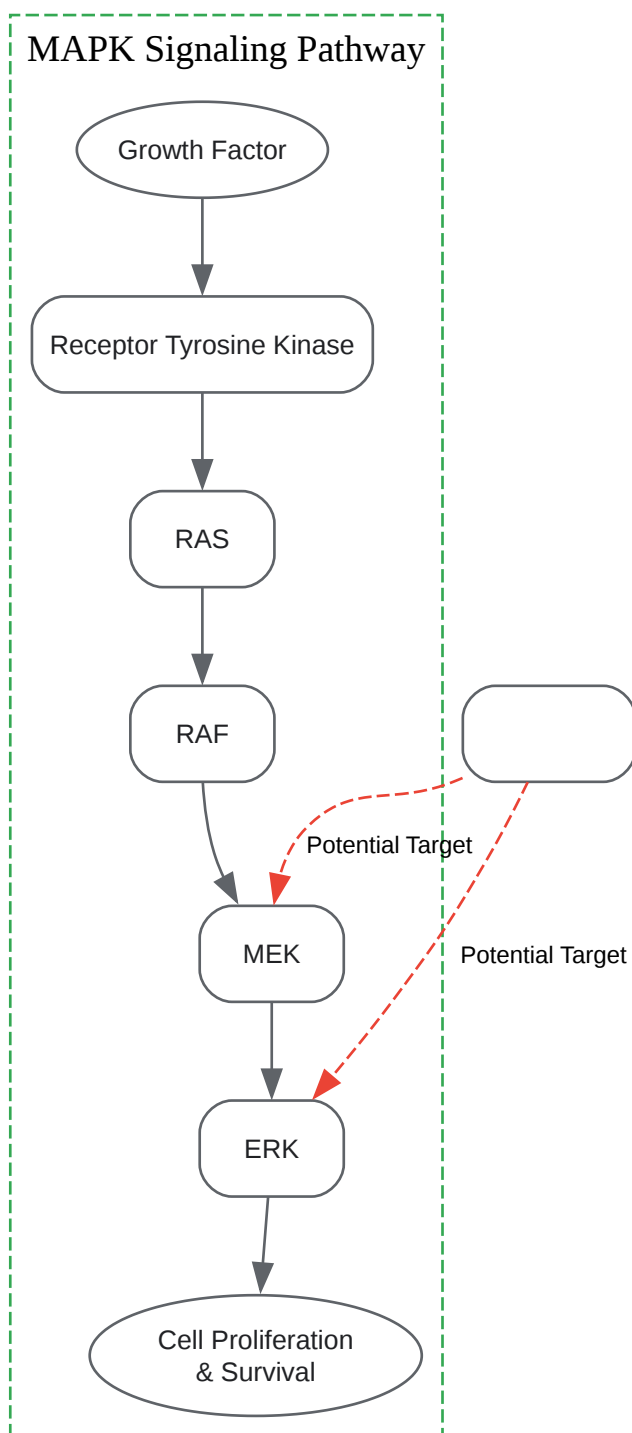 MAPK Signaling Pathway
Growth Factor
Receptor Tyrosine Kinase
RAS
RAF
Potential Target
MEK
Potential Target
ERK
Cell Proliferation
& Survival